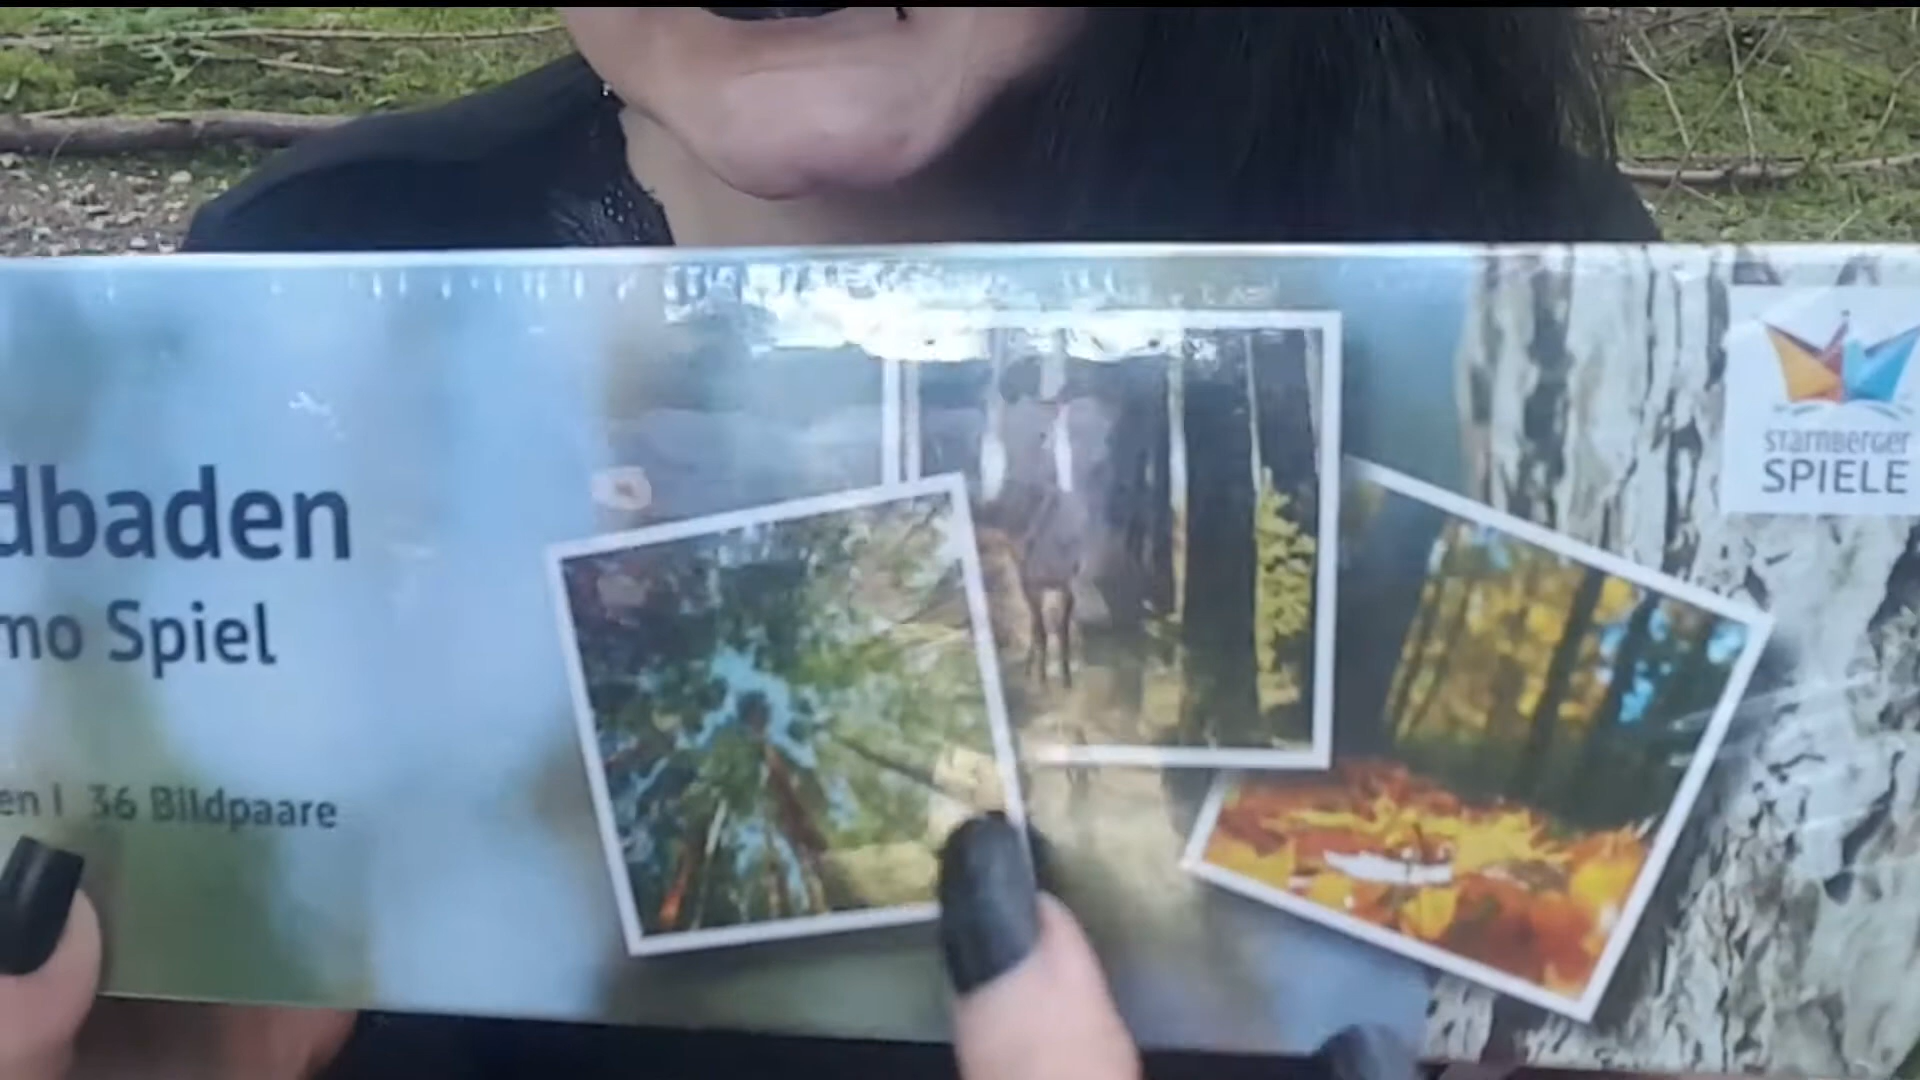 dbaden
mo Spiel
en | 36 Bildpaare
Starnberger
SPIELE